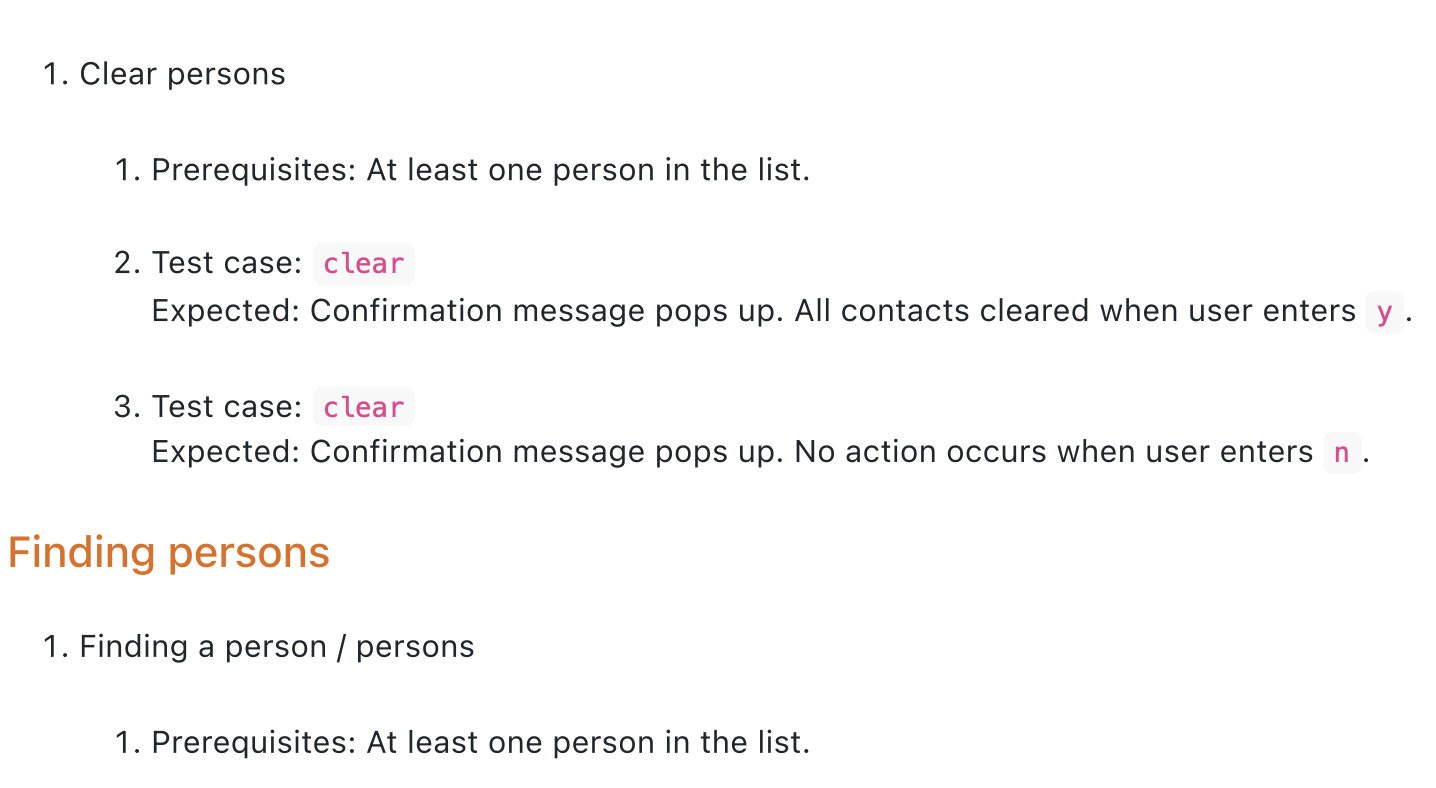 1. Clear persons
1. Prerequisites: At least one person in the list.
2. Test case: clear
Expected: Confirmation message pops up. All contacts cleared when user enters y.
3. Test case: clear
Expected: Confirmation message pops up. No action occurs when user enters n.
Finding persons
1. Finding a person / persons
1. Prerequisites: At least one person in the list.